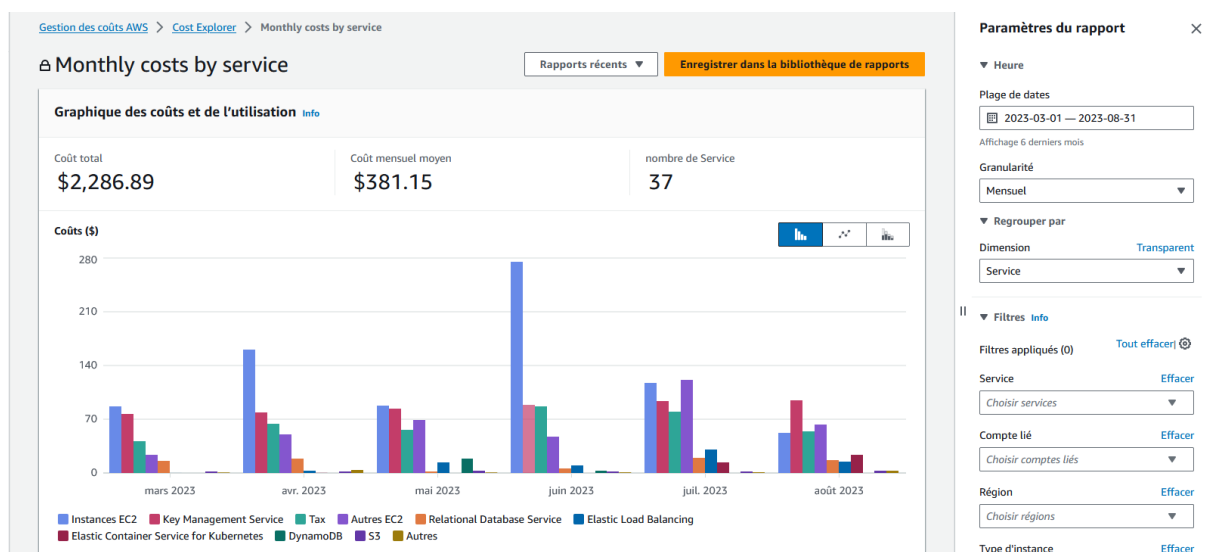 Gestion des coûts AWS > Cost Explorer > Monthly costs by service
Monthly costs by service
Rapports récents ▼
Enregistrer dans la bibliothèque de rapports
Graphique des coûts et de l'utilisation Info
Coût total
$2,286.89
Coût mensuel moyen
$381.15
nombre de Service
37
Coûts ($)
280
210
140
70
0
mars 2023
avr. 2023
mai 2023
juin 2023
juil. 2023
août 2023
Instances EC2 Key Management Service Tax Autres EC2 Relational Database Service Elastic Load Balancing
Elastic Container Service for Kubernetes DynamoDB S3 Autres
Paramètres du rapport
▼ Heure
Plage de dates
2023-03-01 — 2023-08-31
Affichage 6 derniers mois
Granularité
Mensuel
▼ Regrouper par
Dimension Transparent
Service
▼ Filtres Info
Filtres appliqués (0) Tout effacer|
Service Effacer
Choisir services
Compte lié Effacer
Choisir comptes liés
Région Effacer
Choisir régions
Type d'instance Effacer